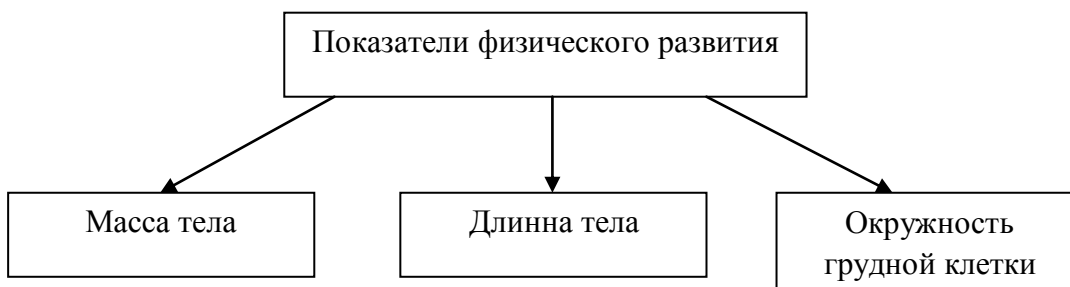 Показатели физического развития
Масса тела
Длинна тела
Окружность
грудной клетки